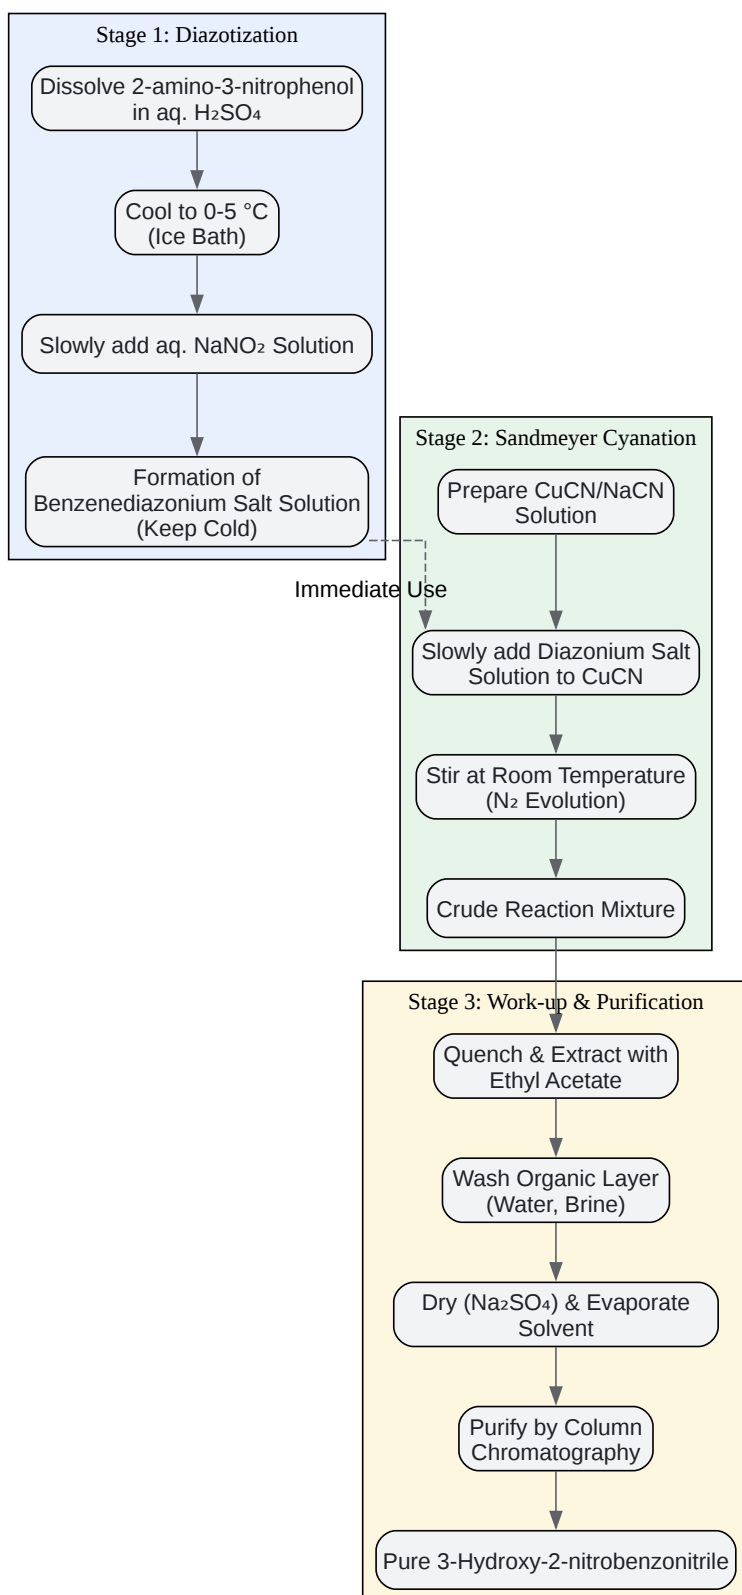 Stage 1: Diazotization
Dissolve 2-amino-3-nitrophenol
in aq. H₂SO₄
Cool to 0-5 °C
(Ice Bath)
Slowly add aq. NaNO₂ Solution
Formation of
Benzenediazonium Salt Solution
(Keep Cold)
Immediate Use
Stage 2: Sandmeyer Cyanation
Prepare CuCN/NaCN
Solution
Slowly add Diazonium Salt
Solution to CuCN
Stir at Room Temperature
(N₂ Evolution)
Crude Reaction Mixture
Stage 3: Work-up & Purification
Quench & Extract with
Ethyl Acetate
Wash Organic Layer
(Water, Brine)
Dry (Na₂SO₄) & Evaporate
Solvent
Purify by Column
Chromatography
Pure 3-Hydroxy-2-nitrobenzonitrile